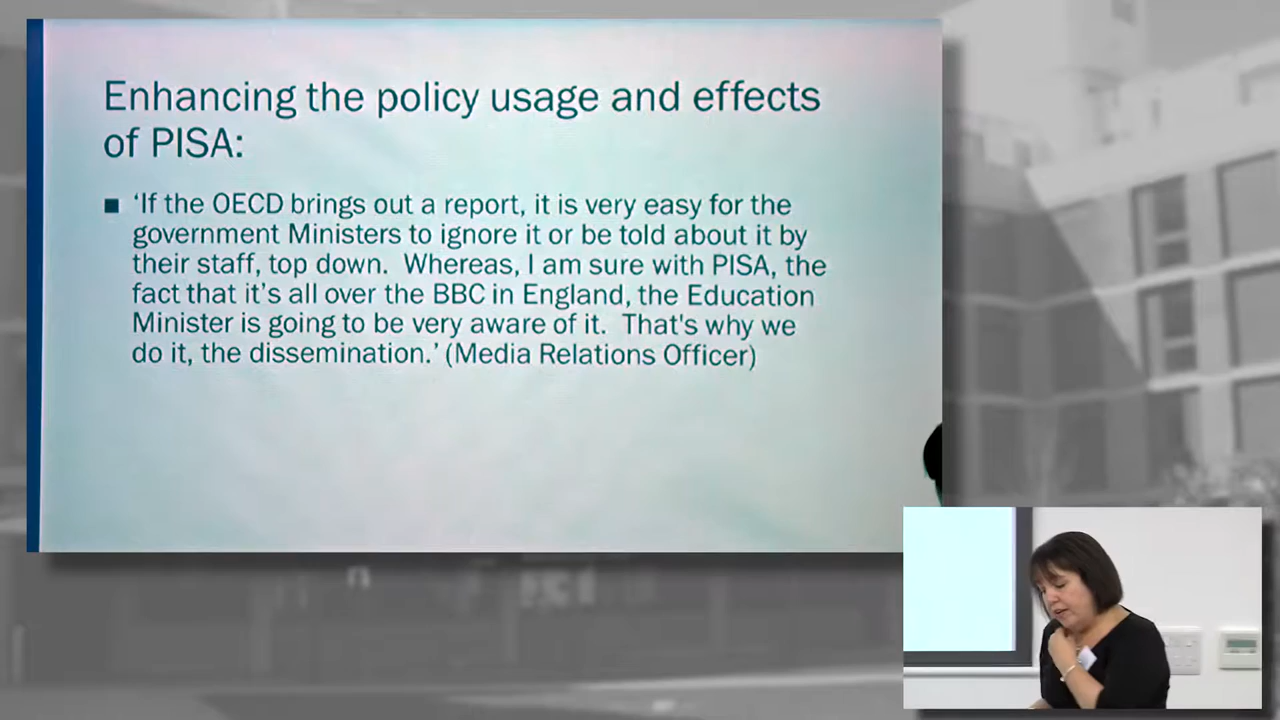 Enhancing the policy usage and effects
of PISA:
■ ‘If the OECD brings out a report, it is very easy for the
government Ministers to ignore it or be told about it by
their staff, top down. Whereas, I am sure with PISA, the
fact that it’s all over the BBC in England, the Education
Minister is going to be very aware of it. That's why we
do it, the dissemination.’ (Media Relations Officer)